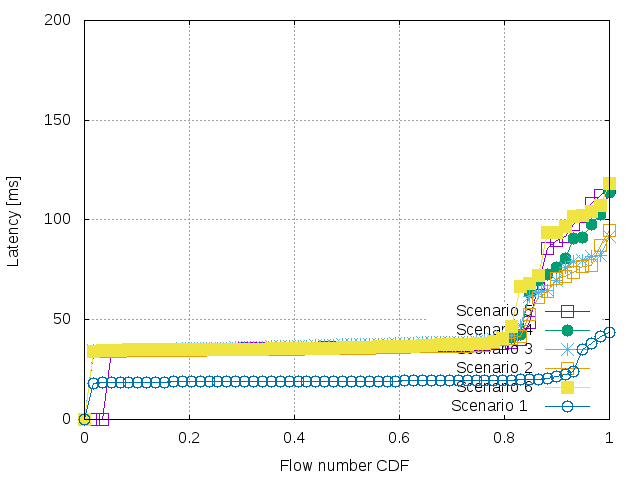 200
150
100
50
0
Latency [ms]
Scenario 5
Scenario 4
Scenario 3
Scenario 2
Scenario 6
Scenario 1
0 0.2 0.4 0.6 0.8 1
Flow number CDF